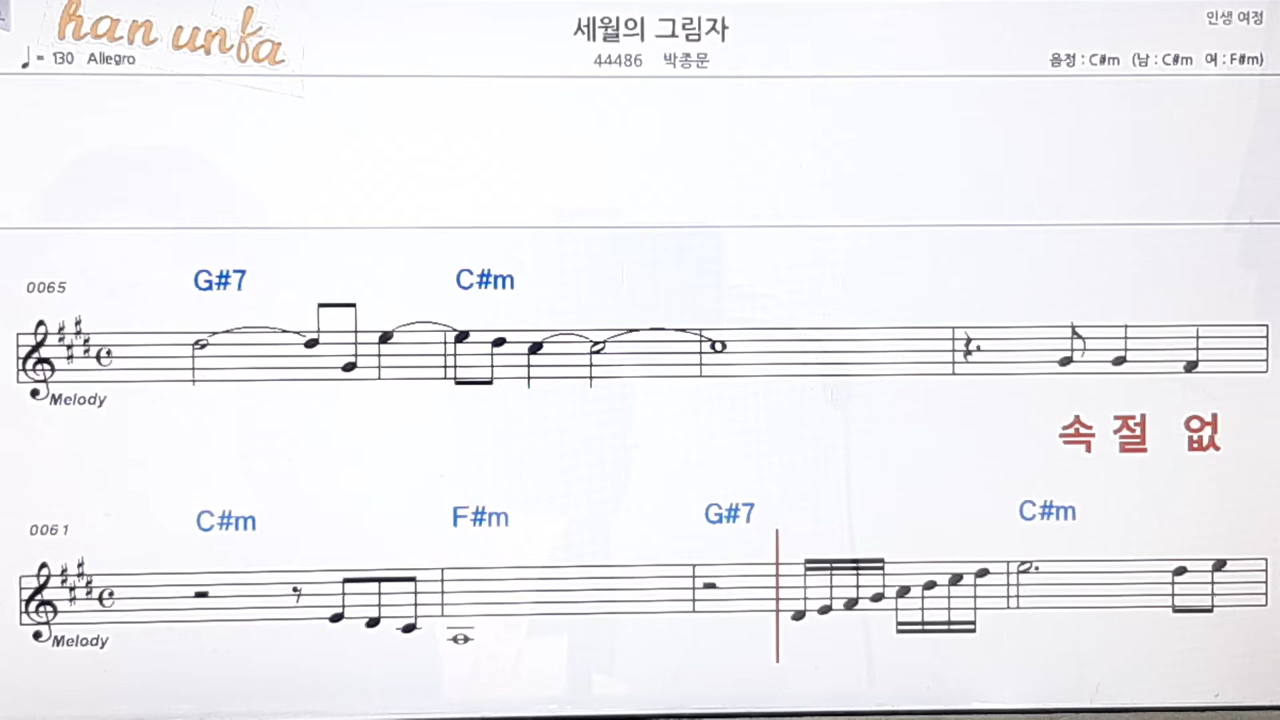 han unfa
세월의 그림자
인생 여정
♩ = 130 Allegro
44486 박종문
음정 : C#m (남 : C#m 여 : F#m)
0065
G#7 C#m
Melody
속 절 없
0061
C#m F#m G#7 C#m
Melody